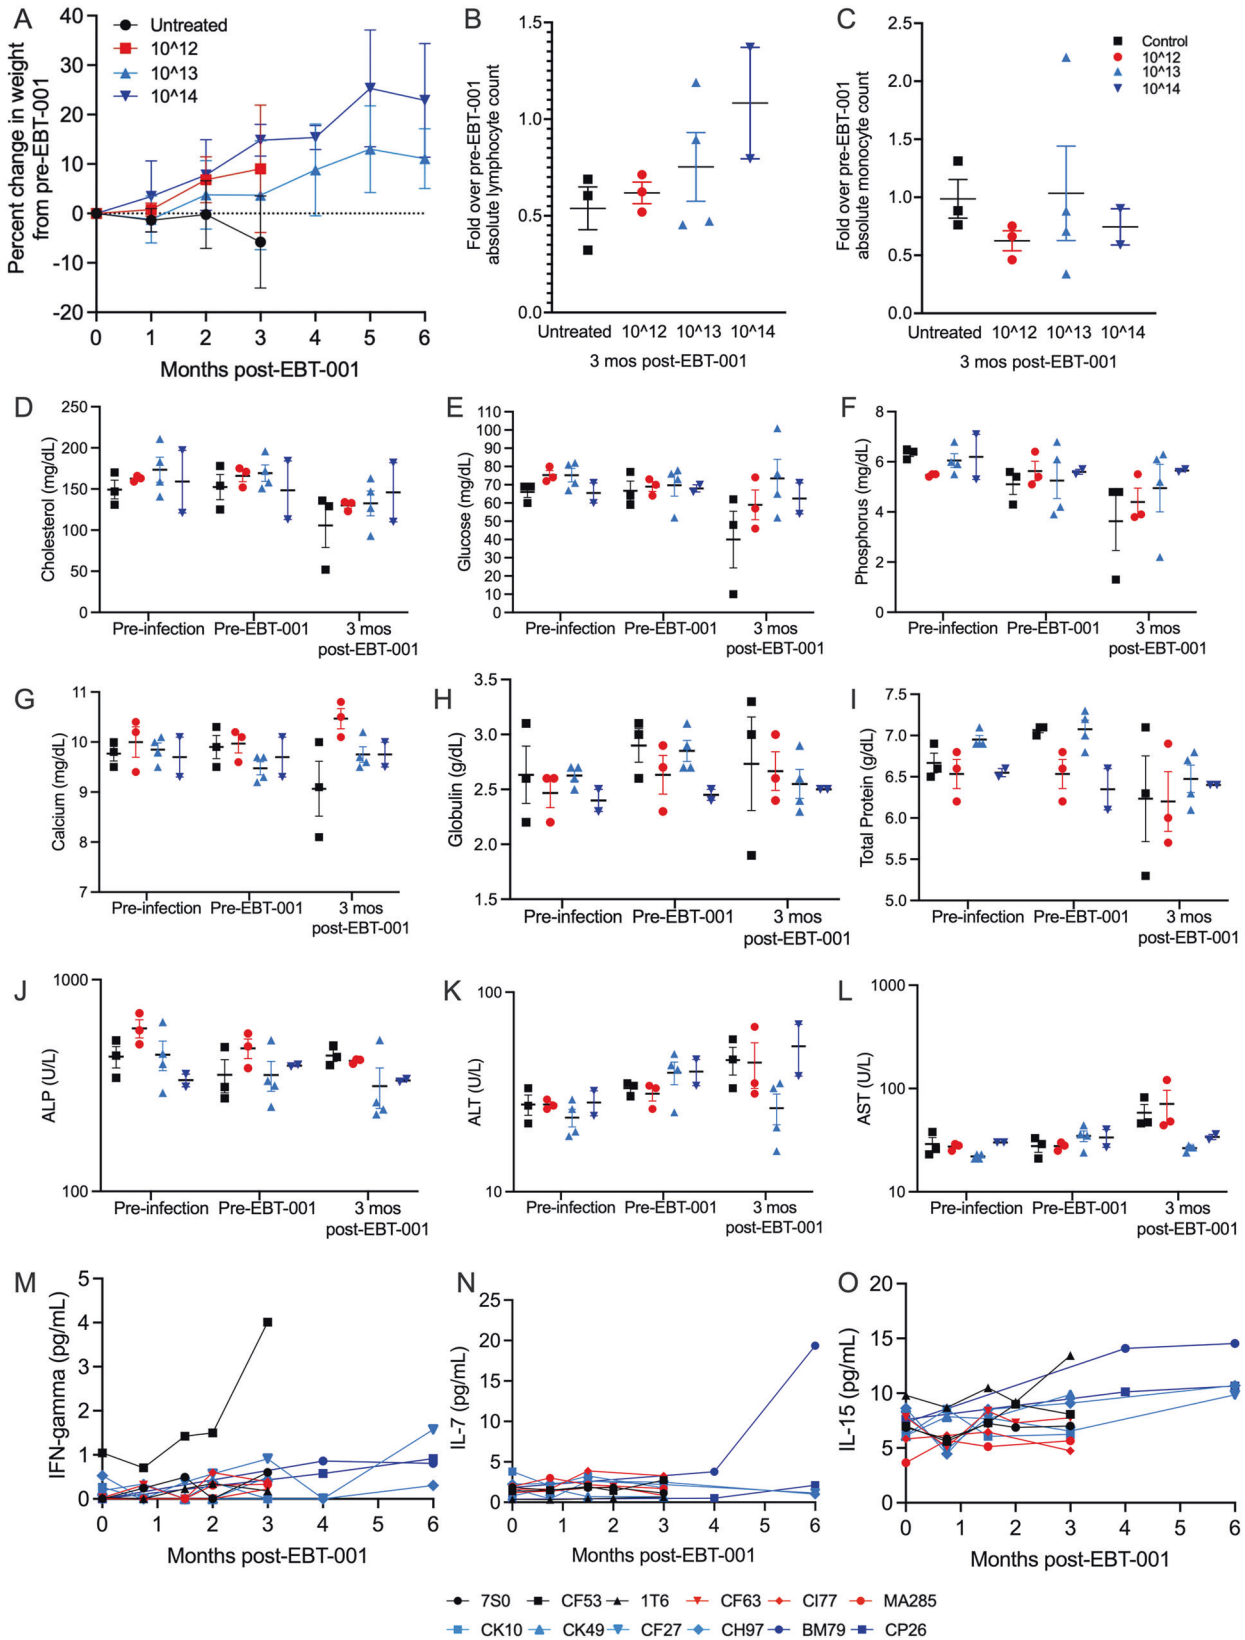 A
Percent change in weight
from pre-EBT-001
40
30
20
10
0
-10
-20
Untreated
10^12
10^13
10^14
0 1 2 3 4 5 6
Months post-EBT-001
B
Fold over pre-EBT-001
absolute lymphocyte count
1.5
1.0
0.5
0.0
Untreated 10^12 10^13 10^14
3 mos post-EBT-001
C
Fold over pre-EBT-001
absolute monocyte count
2.5
2.0
1.5
1.0
0.5
0.0
Control
10^12
10^13
10^14
Untreated 10^12 10^13 10^14
3 mos post-EBT-001
D
Cholesterol (mg/dL)
250
200
150
100
50
0
Pre-infection Pre-EBT-001 3 mos
post-EBT-001
E
Glucose (mg/dL)
110
100
90
80
70
60
50
40
30
20
10
0
Pre-infection Pre-EBT-001 3 mos
post-EBT-001
F
Phosphorus (mg/dL)
8
6
4
2
0
Pre-infection Pre-EBT-001 3 mos
post-EBT-001
G
Calcium (mg/dL)
11
10
9
8
7
Pre-infection Pre-EBT-001 3 mos
post-EBT-001
H
Globulin (g/dL)
3.5
3.0
2.5
2.0
1.5
Pre-infection Pre-EBT-001 3 mos
post-EBT-001
I
Total Protein (g/dL)
7.5
7.0
6.5
6.0
5.5
5.0
Pre-infection Pre-EBT-001 3 mos
post-EBT-001
J
ALP (U/L)
1000
100
Pre-infection Pre-EBT-001 3 mos
post-EBT-001
K
ALT (U/L)
100
10
Pre-infection Pre-EBT-001 3 mos
post-EBT-001
L
AST (U/L)
1000
100
10
Pre-infection Pre-EBT-001 3 mos
post-EBT-001
M
IFN-gamma (pg/mL)
5
4
3
2
1
0
0 1 2 3 4 5 6
Months post-EBT-001
N
IL-7 (pg/mL)
25
20
15
10
5
0
0 1 2 3 4 5 6
Months post-EBT-001
O
IL-15 (pg/mL)
20
15
10
5
0
0 1 2 3 4 5 6
Months post-EBT-001
7S0 CF53 1T6 CF63 CI77 MA285
CK10 CK49 CF27 CH97 BM79 CP26